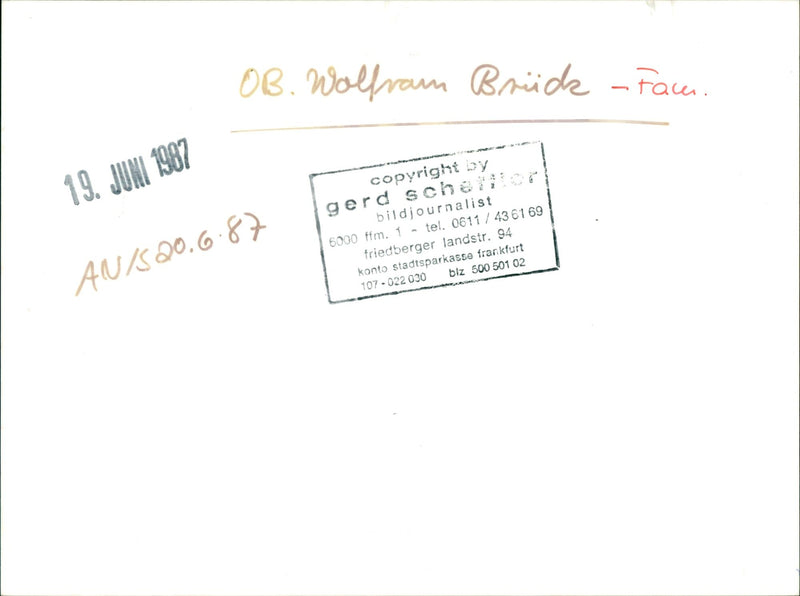 OB. Wolfram Brück - Fam.
19. JUNI 1987
copyright by
gerd scheffler
bildjournalist
6000 ffm. 1 - tel. 0611 / 43 61 69
friedberger landstr. 94
konto stadtsparkasse frankfurt
107-022 030 blz 500 501 02
AN/S 20.6.87